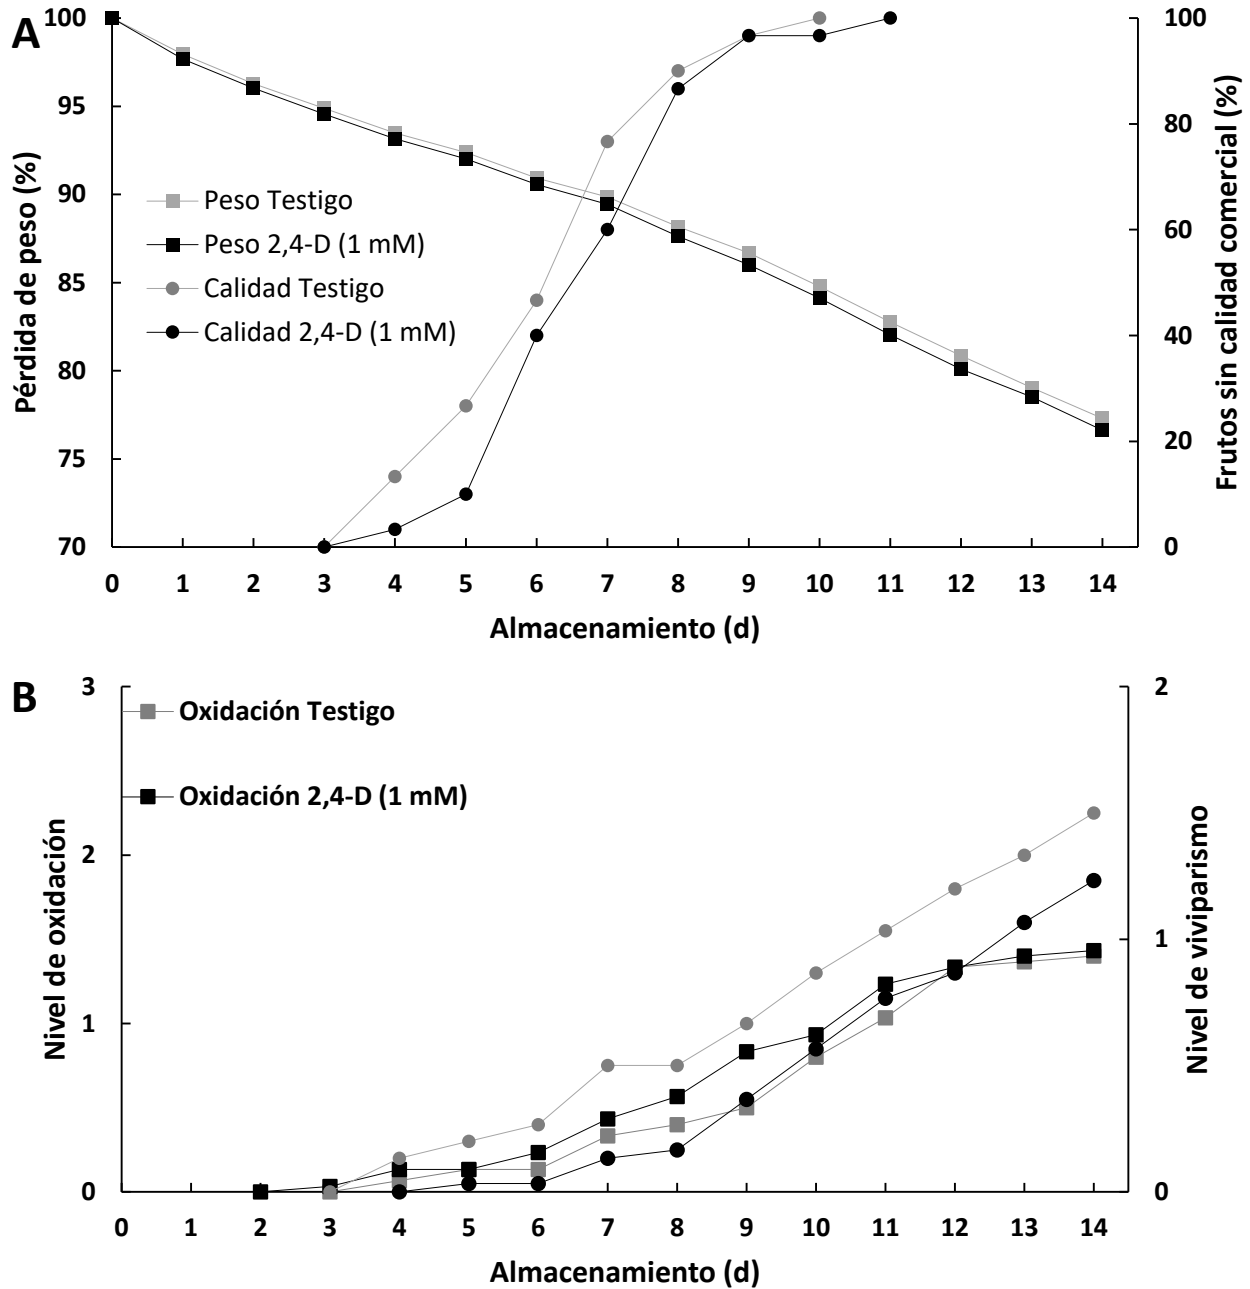 A
Pérdida de peso (%)
100
95
90
85
80
75
70
Peso Testigo
Peso 2,4-D (1 mM)
Calidad Testigo
Calidad 2,4-D (1 mM)
100
80
60
40
20
0
Frutos sin calidad comercial (%)
0 1 2 3 4 5 6 7 8 9 10 11 12 13 14
Almacenamiento (d)
B
Nivel de oxidación
3
2
1
0
Oxidación Testigo
Oxidación 2,4-D (1 mM)
2
1
0
Nivel de viviparismo
0 1 2 3 4 5 6 7 8 9 10 11 12 13 14
Almacenamiento (d)